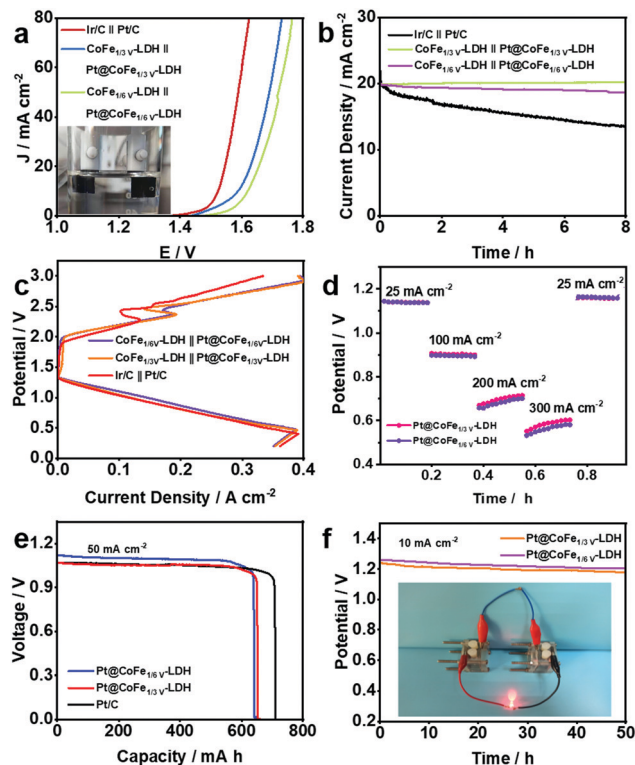 a
Ir/C ‖ Pt/C
CoFe1/3 V-LDH ‖
Pt@CoFe1/3 V-LDH
CoFe1/6 V-LDH ‖
Pt@CoFe1/6 V-LDH
J / mA cm-2
80
60
40
20
0
1.0 1.2 1.4 1.6 1.8
E / V
b
Ir/C ‖ Pt/C
CoFe1/3 V-LDH ‖ Pt@CoFe1/3 V-LDH
CoFe1/6 V-LDH ‖ Pt@CoFe1/6 V-LDH
Current Density / mA cm-2
30
25
20
15
10
5
0
0 2 4 6 8
Time / h
c
CoFe1/6V-LDH ‖ Pt@CoFe1/6V-LDH
CoFe1/3V-LDH ‖ Pt@CoFe1/3V-LDH
Ir/C ‖ Pt/C
Potential / V
3.0
2.5
2.0
1.5
1.0
0.5
0.0
0.0 0.1 0.2 0.3 0.4
Current Density / A cm-2
d
25 mA cm-2
25 mA cm-2
100 mA cm-2
200 mA cm-2
300 mA cm-2
Pt@CoFe1/3 V-LDH
Pt@CoFe1/6 V-LDH
Potential / V
1.2
0.9
0.6
0.2 0.4 0.6 0.8
Time / h
e
50 mA cm-2
Pt@CoFe1/6 V-LDH
Pt@CoFe1/3 V-LDH
Pt/C
Voltage / V
1.2
0.9
0.6
0.3
0.0
0 200 400 600 800
Capacity / mA h
f
10 mA cm-2
Pt@CoFe1/3 V-LDH
Pt@CoFe1/6 V-LDH
Potential / V
1.4
1.2
1.0
0.8
0.6
0.4
0.2
0 10 20 30 40 50
Time / h